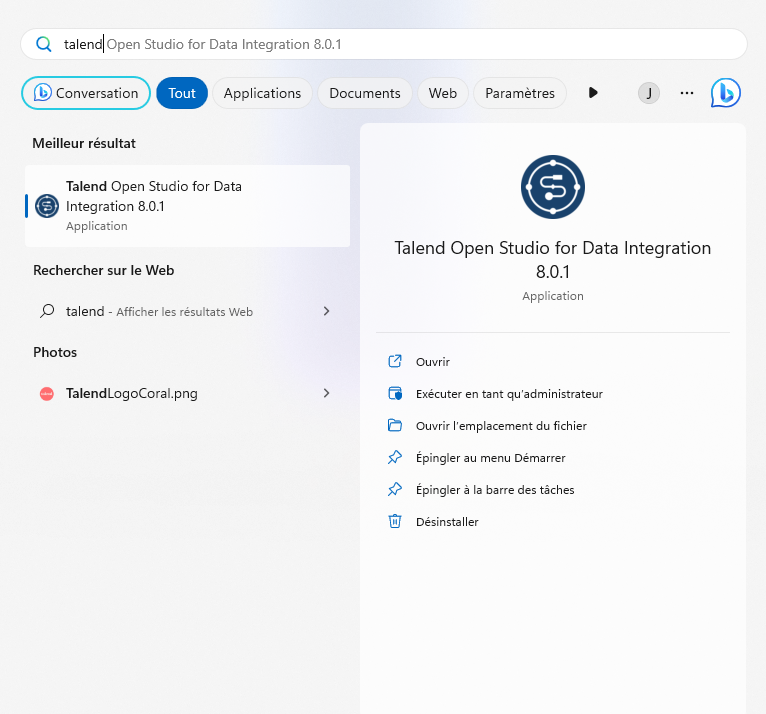 talend Open Studio for Data Integration 8.0.1
Conversation
Tout
Applications
Documents
Web
Paramètres
J
Meilleur résultat
Talend Open Studio for Data
Integration 8.0.1
Application
Rechercher sur le Web
talend - Afficher les résultats Web
Photos
TalendLogoCoral.png
Talend Open Studio for Data Integration
8.0.1
Application
Ouvrir
Exécuter en tant qu'administrateur
Ouvrir l'emplacement du fichier
Épingler au menu Démarrer
Épingler à la barre des tâches
Désinstaller